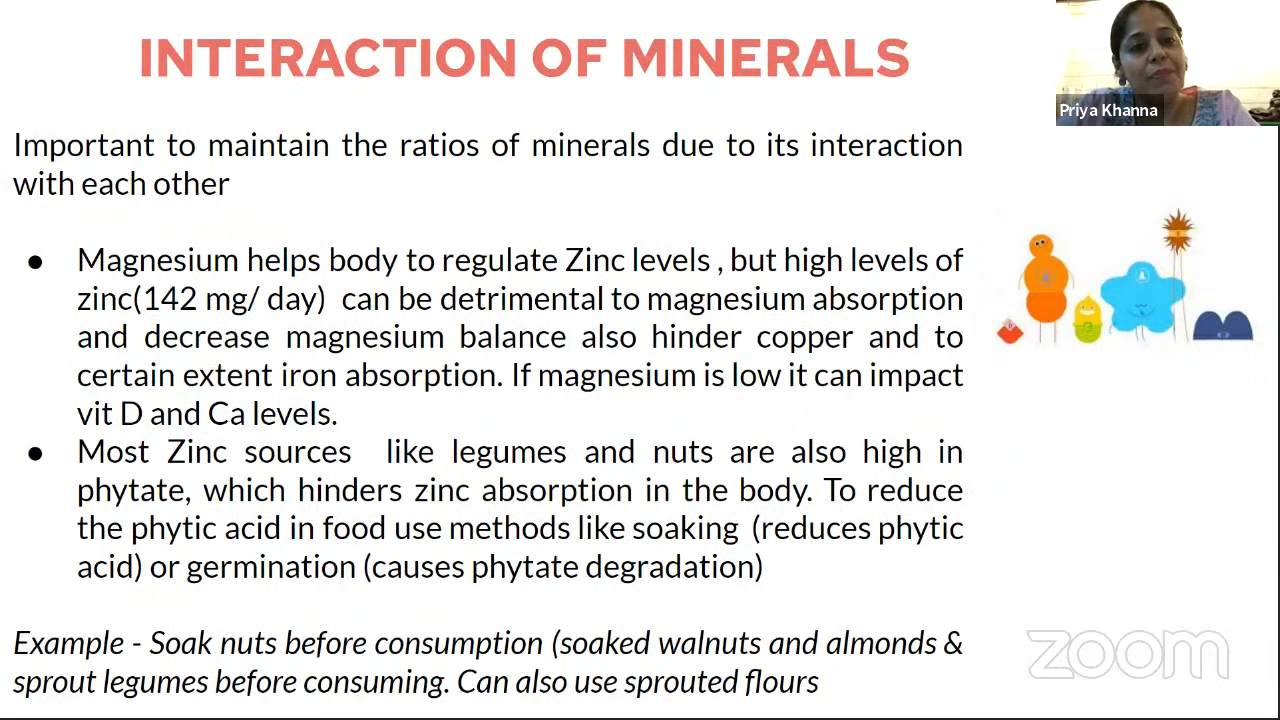 INTERACTION OF MINERALS
Priya Khanna
Important to maintain the ratios of minerals due to its interaction
with each other
● Magnesium helps body to regulate Zinc levels , but high levels of
zinc(142 mg/ day) can be detrimental to magnesium absorption
and decrease magnesium balance also hinder copper and to
certain extent iron absorption. If magnesium is low it can impact
vit D and Ca levels.
● Most Zinc sources like legumes and nuts are also high in
phytate, which hinders zinc absorption in the body. To reduce
the phytic acid in food use methods like soaking (reduces phytic
acid) or germination (causes phytate degradation)
Example - Soak nuts before consumption (soaked walnuts and almonds &
sprout legumes before consuming. Can also use sprouted flours
zoom